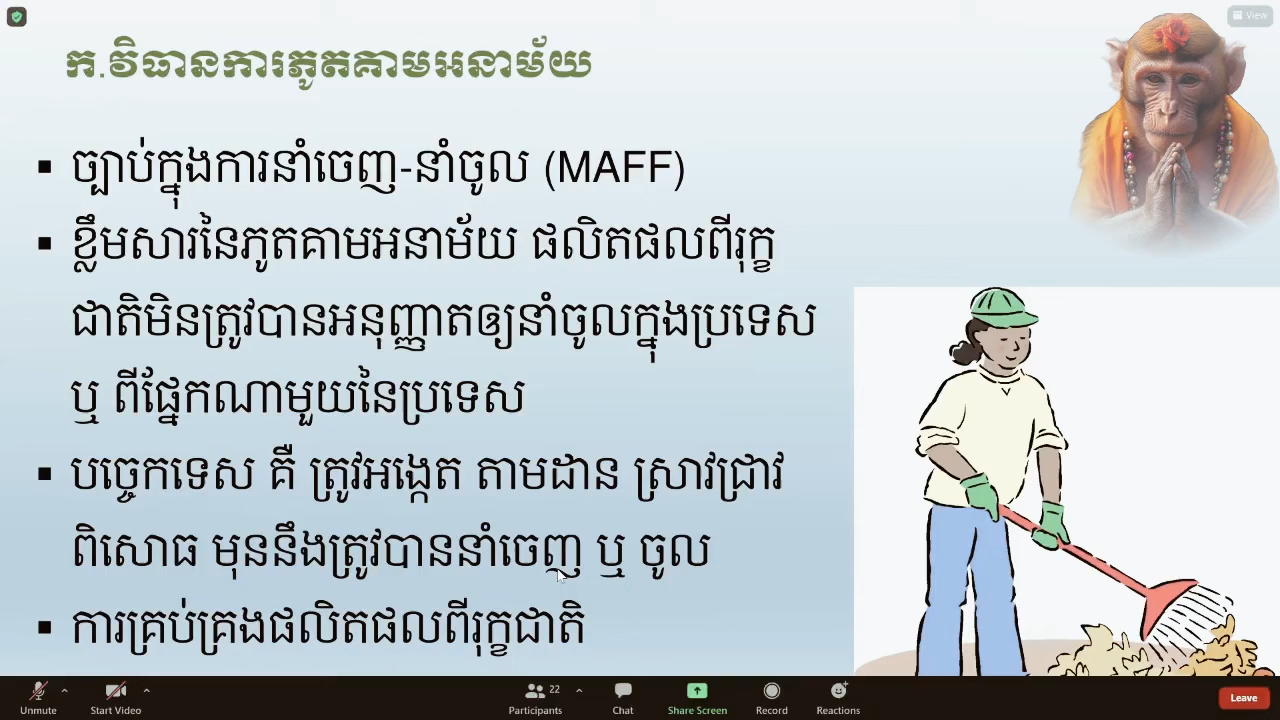 View
ក.វិធានការភូតគាមអនាម័យ
▪ ច្បាប់ក្នុងការនាំចេញ-នាំចូល (MAFF)
▪ ខ្លឹមសារនៃភូតគាមអនាម័យ ផលិតផលពីរុក្ខ
ជាតិមិនត្រូវបានអនុញ្ញាតឲ្យនាំចូលក្នុងប្រទេស
ឬ ពីផ្នែកណាមួយនៃប្រទេស
▪ បច្ចេកទេស គឺ ត្រូវអង្កេត តាមដាន ស្រាវជ្រាវ
ពិសោធ មុននឹងត្រូវបាននាំចេញ ឬ ចូល
▪ ការគ្រប់គ្រងផលិតផលពីរុក្ខជាតិ
Unmute Start Video Participants 22 Chat Share Screen Record Reactions Leave